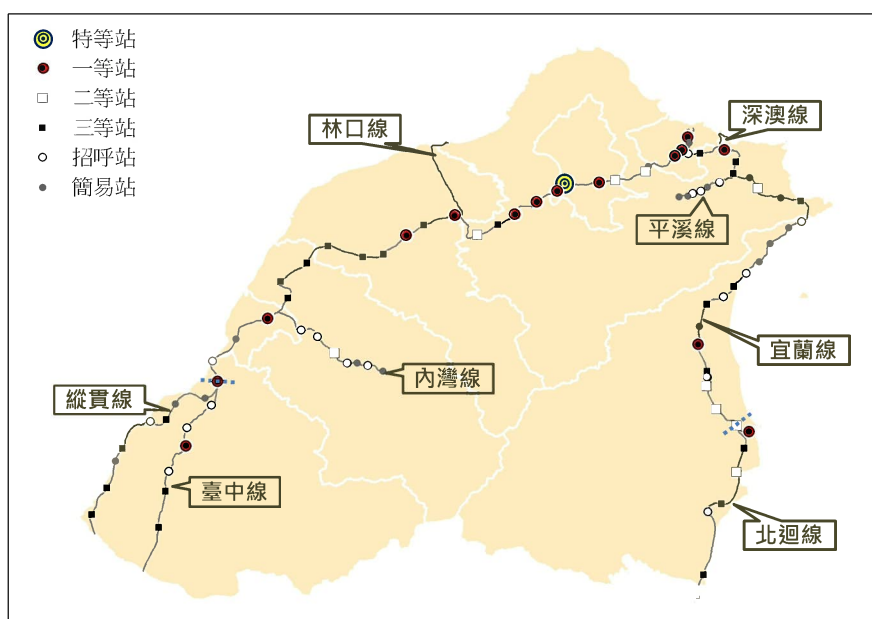 特等站
一等站
二等站
三等站
招呼站
簡易站
林口線
深澳線
平溪線
宜蘭線
內灣線
縱貫線
臺中線
北迴線